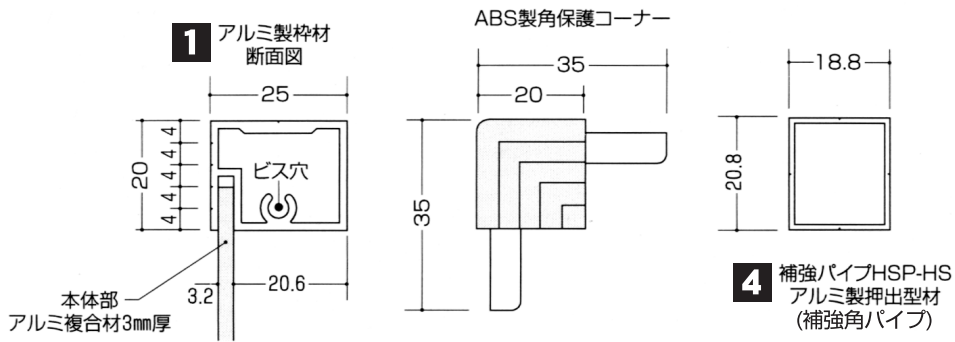 1
アルミ製枠材
断面図
25
20
4
4
4
4
4
ビス穴
3.2
20.6
本体部
アルミ複合材3mm厚
ABS製角保護コーナー
35
20
35
18.8
20.8
4
補強パイプHSP-HS
アルミ製押出型材
(補強角パイプ)